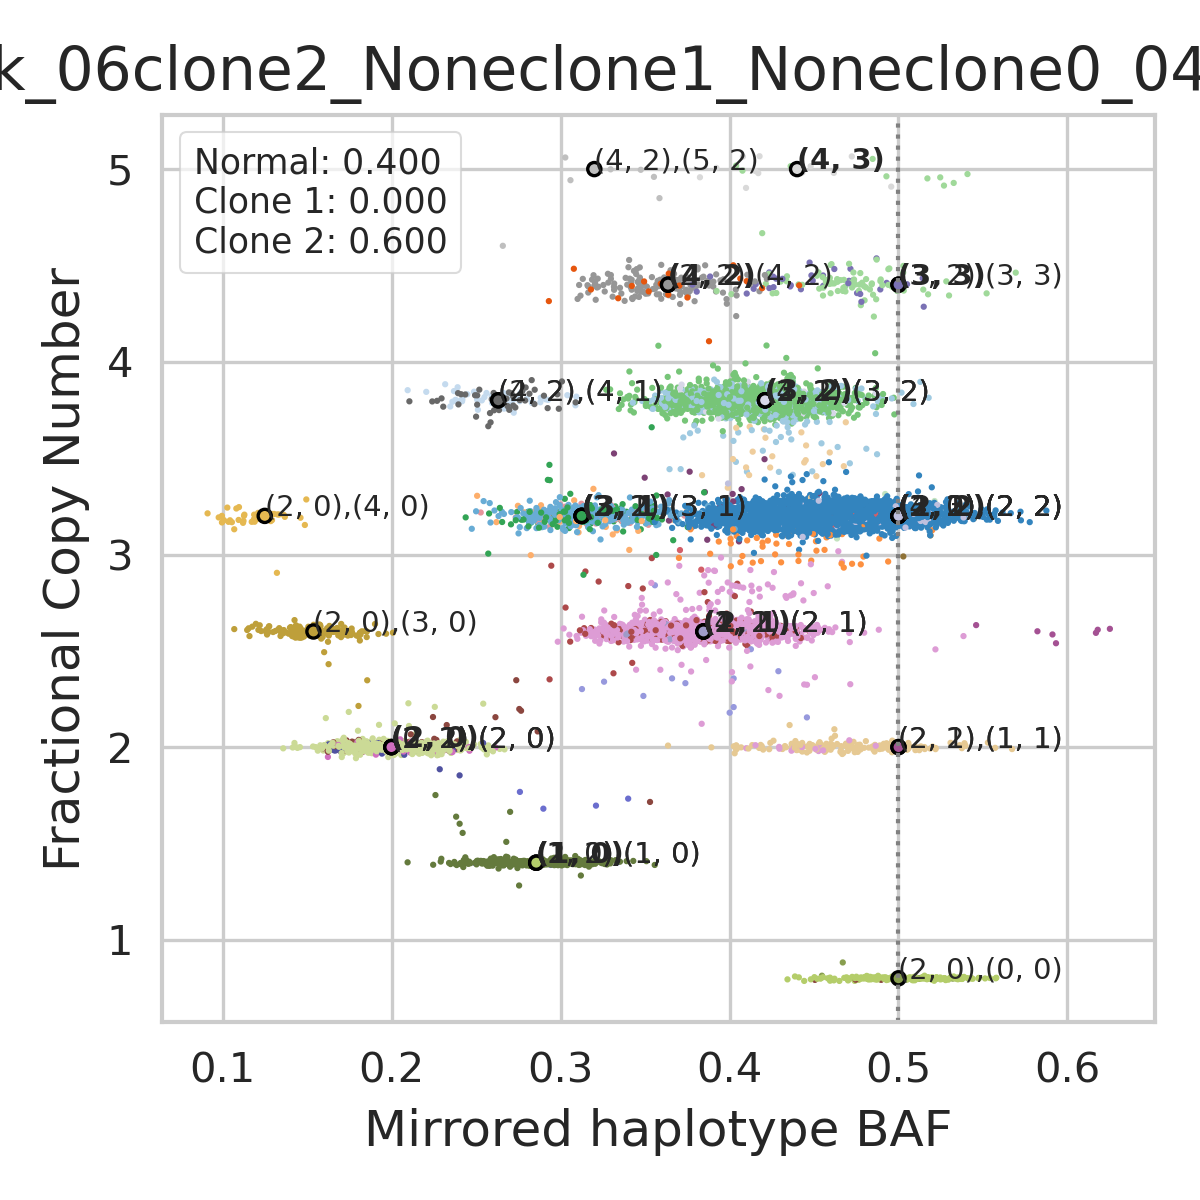 k_06clone2_Noneclone1_Noneclone0_04
Normal: 0.400
Clone 1: 0.000
Clone 2: 0.600
(4, 2),(5, 2)
(4, 3)
5
(4, 2)
(3, 3)
4
(4, 1)
(3, 2)
(2, 0),(4, 0)
(3, 1)
(2, 2)
3
(2, 0),(3, 0)
(2, 1)
(2, 0)
(1, 1)
2
(1, 0)
1
(2, 0),(0, 0)
0.1
0.2
0.3
0.4
0.5
0.6
Fractional Copy Number
Mirrored haplotype BAF